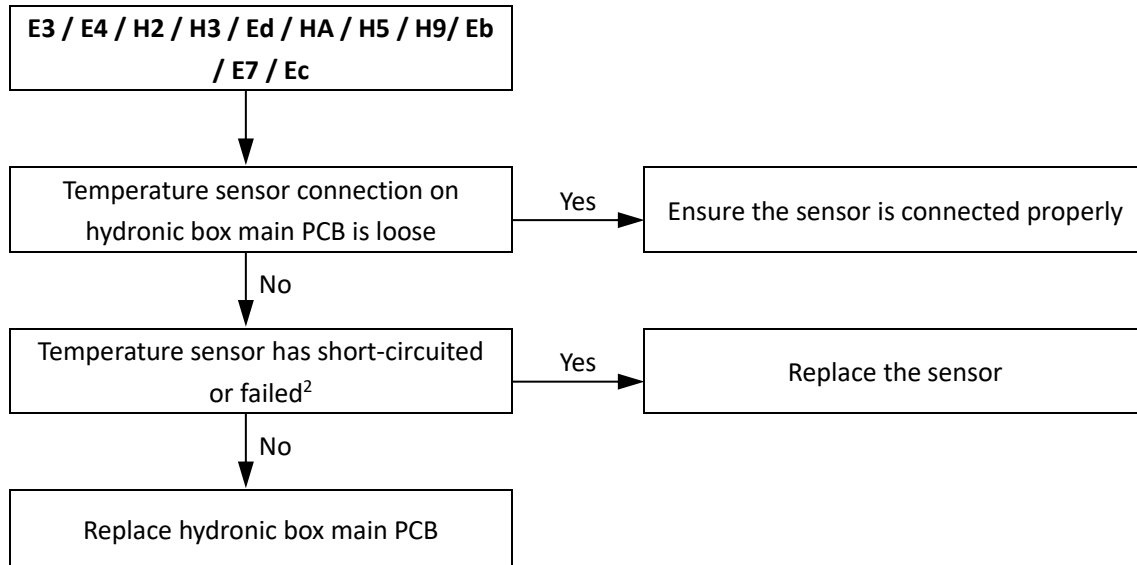 E3 / E4 / H2 / H3 / Ed / HA / H5 / H9/ Eb
/ E7 / Ec
Temperature sensor connection on
hydronic box main PCB is loose
Yes
Ensure the sensor is connected properly
No
Temperature sensor has short-circuited
or failed²
Yes
Replace the sensor
No
Replace hydronic box main PCB